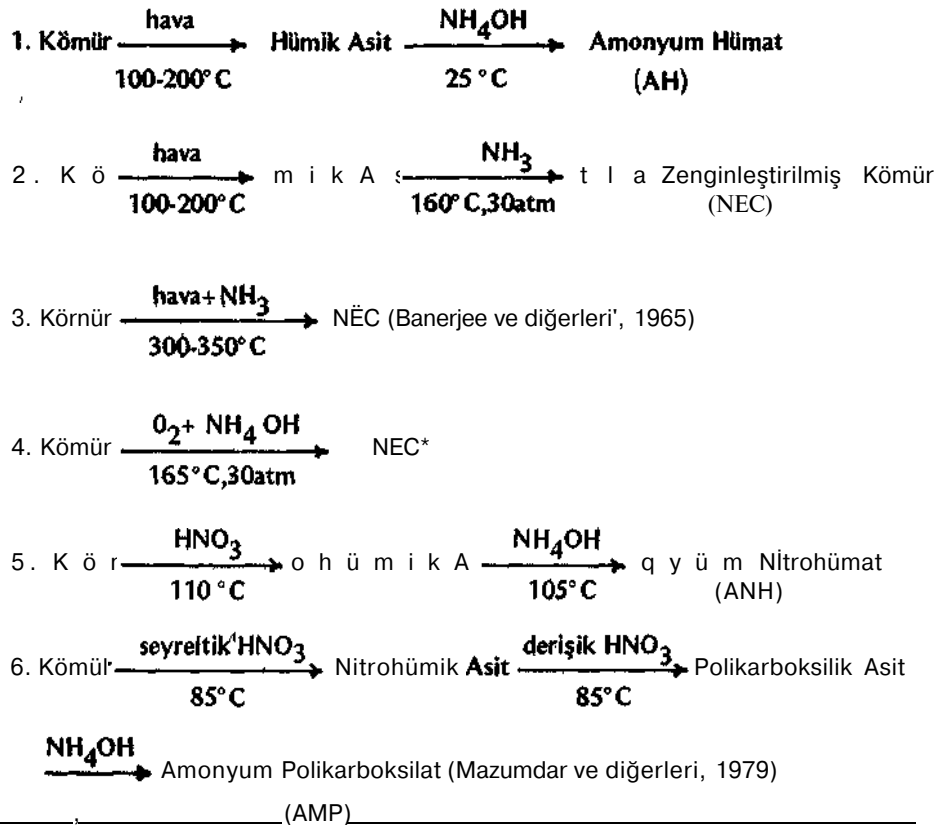 hava NH4OH
1. Kömür Hümik Asit Amonyum Hümat
100-200°C 25 °C (AH)
hava NH3
2. K ö m i k A s t l a Zenginleştirilmiş Kömür
100-200°C 160°C,30atm (NEC)
hava+ NH3
3. Körnür NËC (Banerjee ve diğerleri', 1965)
300-350°C
02+ NH4 OH
4. Kömür NEC*
165°C,30atm
HNO3 NH4OH
5. K ö r o h ü m i k A q y ü m Nİtrohümat
110 °C 105°C (ANH)
seyreltik HNO3 derişik HNO3
6. Kömül' Nitrohümik Asit Polikarboksilik Asit
85°C 85°C
NH4OH
Amonyum Polikarboksilat (Mazumdar ve diğerleri, 1979)
(AMP)